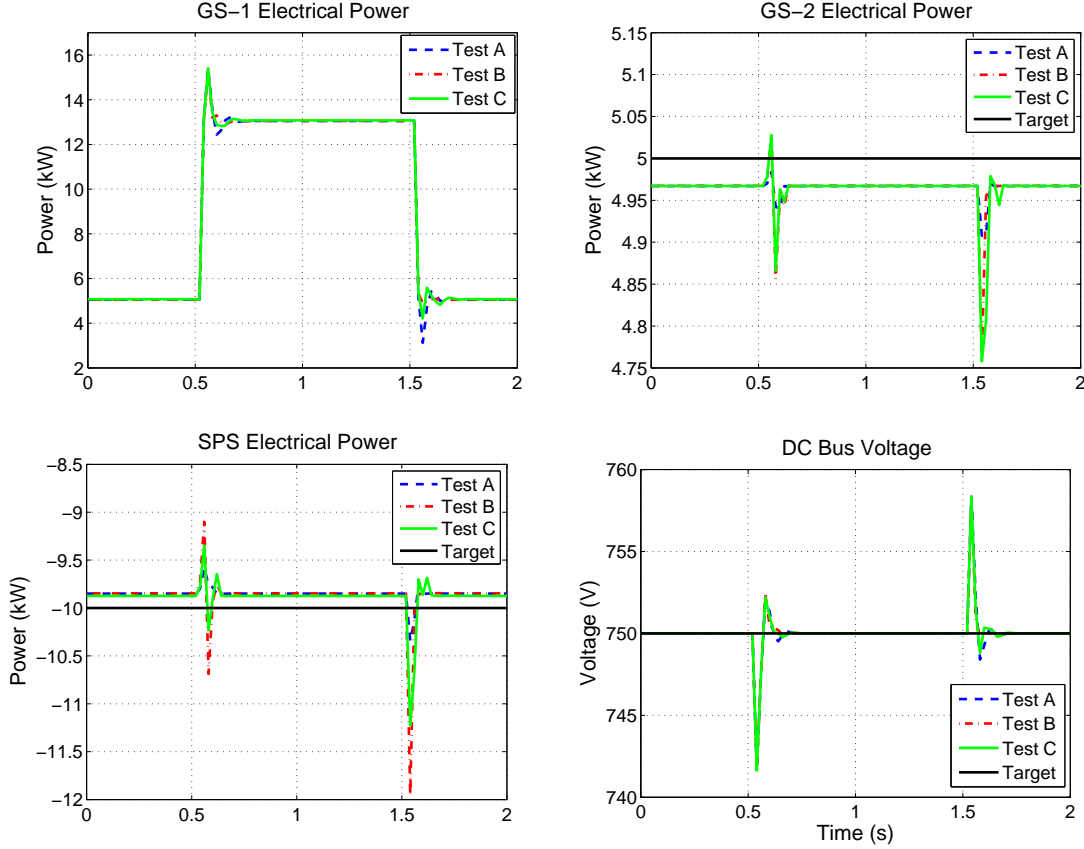 GS−1 Electrical Power
16
14
12
10
8
6
4
2
0
0.5
1
1.5
2
Power (kW)
Test A
Test B
Test C
GS−2 Electrical Power
5.15
5.1
5.05
5
4.95
4.9
4.85
4.8
4.75
0
0.5
1
1.5
2
Power (kW)
Test A
Test B
Test C
Target
SPS Electrical Power
−8.5
−9
−9.5
−10
−10.5
−11
−11.5
−12
0
0.5
1
1.5
2
Power (kW)
Test A
Test B
Test C
Target
DC Bus Voltage
760
755
750
745
740
0
0.5
1
1.5
2
Voltage (V)
Time (s)
Test A
Test B
Test C
Target